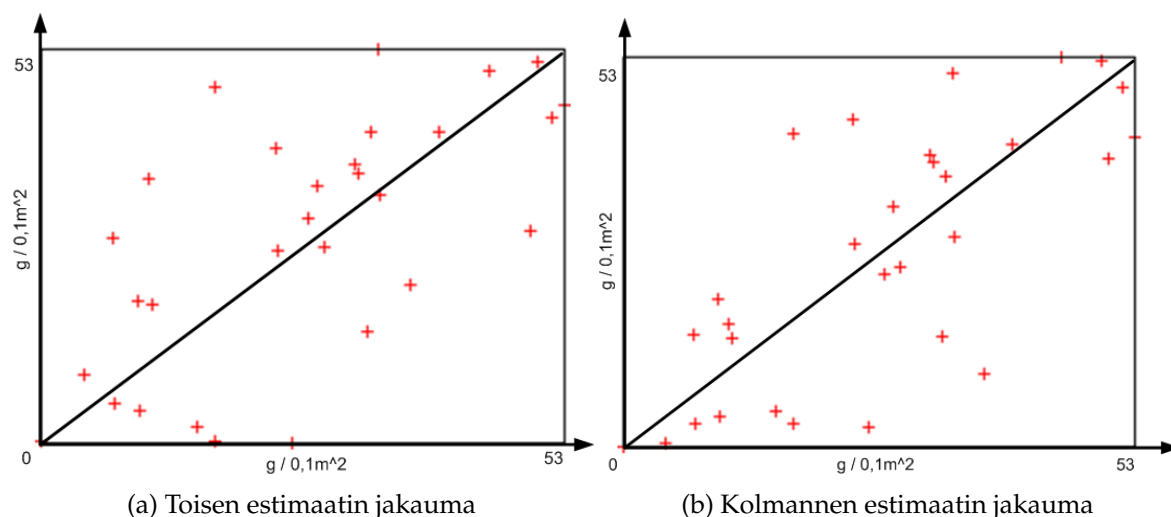 53
g / 0,1m^2
0
g / 0,1m^2
53
(a) Toisen estimaatin jakauma
53
g / 0,1m^2
0
g / 0,1m^2
53
(b) Kolmannen estimaatin jakauma